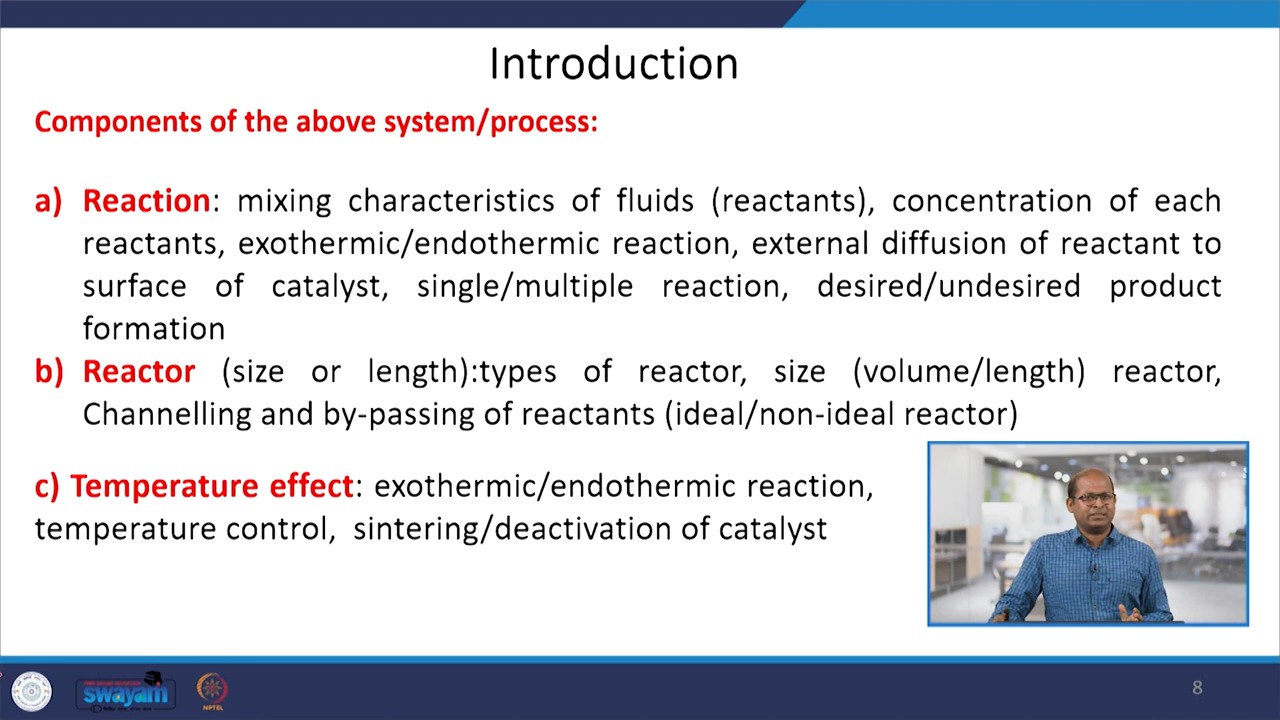 Introduction
Components of the above system/process:
a) Reaction: mixing characteristics of fluids (reactants), concentration of each
reactants, exothermic/endothermic reaction, external diffusion of reactant to
surface of catalyst, single/multiple reaction, desired/undesired product
formation
b) Reactor (size or length):types of reactor, size (volume/length) reactor,
Channelling and by-passing of reactants (ideal/non-ideal reactor)
c) Temperature effect: exothermic/endothermic reaction,
temperature control, sintering/deactivation of catalyst
swayam
NPTEL
8